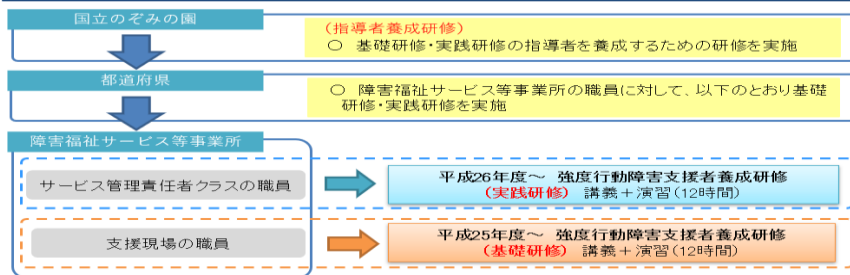 国立のぞみの園
(指導者養成研修)
○ 基礎研修・実践研修の指導者を養成するための研修を実施
都道府県
○ 障害福祉サービス等事業所の職員に対して、以下のとおり基礎
研修・実践研修を実施
障害福祉サービス等事業所
サービス管理責任者クラスの職員
平成26年度～ 強度行動障害支援者養成研修
(実践研修) 講義＋演習(12時間)
支援現場の職員
平成25年度～ 強度行動障害支援者養成研修
(基礎研修) 講義＋演習(12時間)